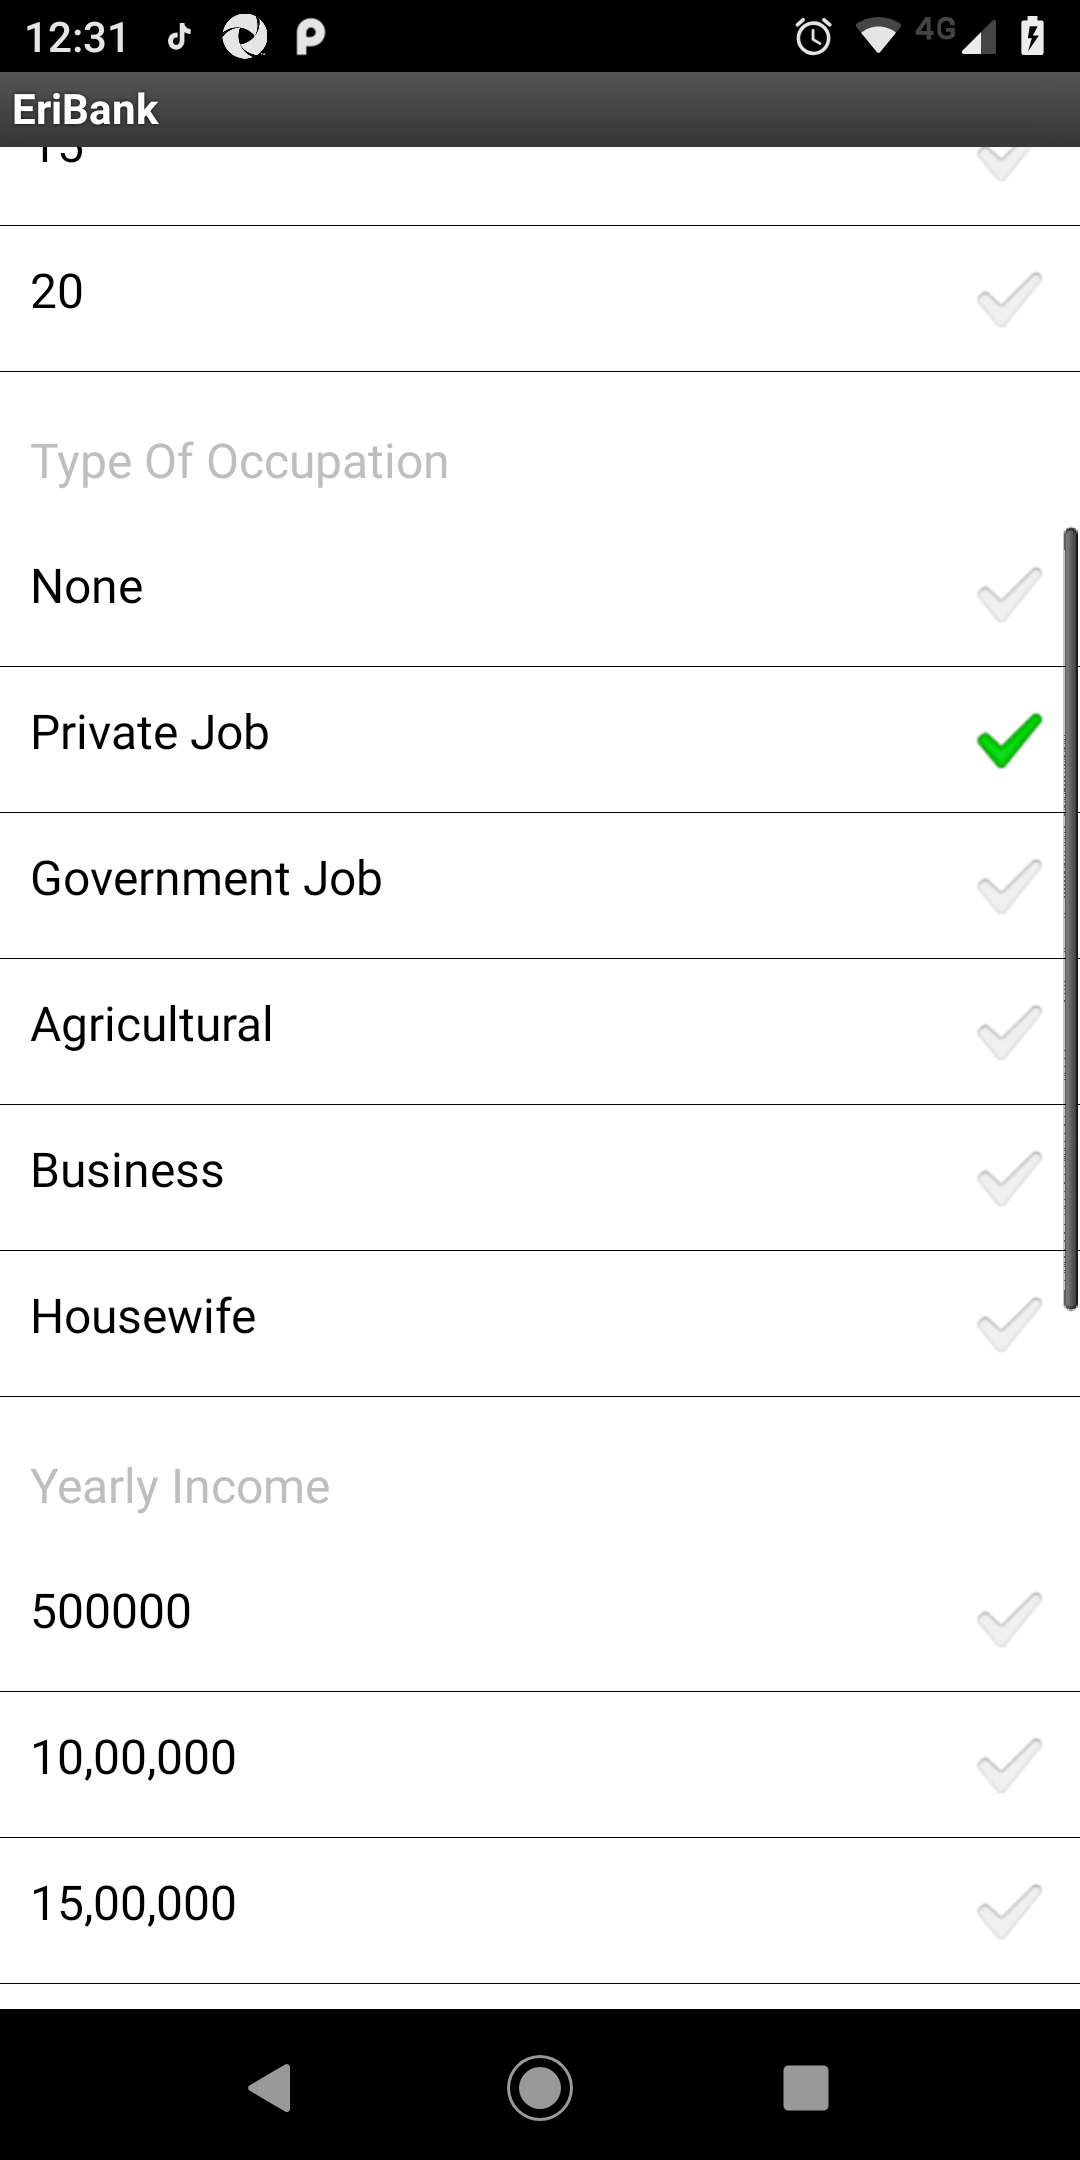 12:31
4G
EriBank
15
20
Type Of Occupation
None
Private Job
Government Job
Agricultural
Business
Housewife
Yearly Income
500000
10,00,000
15,00,000